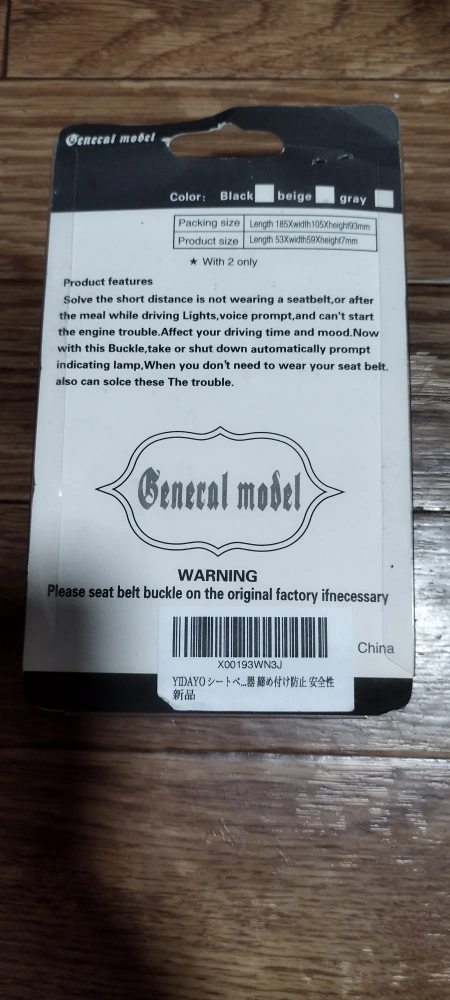 General model
Color: Black beige gray
Packing size Length 185Xwidth105Xheight93mm
Product size Length 53Xwidth59Xheight7mm
★ With 2 only
Product features
Solve the short distance is not wearing a seatbelt,or after
the meal while driving Lights,voice prompt,and can't start
the engine trouble.Affect your driving time and mood.Now
with this Buckle,take or shut down automatically prompt
indicating lamp,When you don't need to wear your seat belt.
also can solce these The trouble.
General model
WARNING
Please seat belt buckle on the original factory ifnecessary
China
X00193WN3J
YIDAYO シートベ...器 締め付け防止 安全性
新品